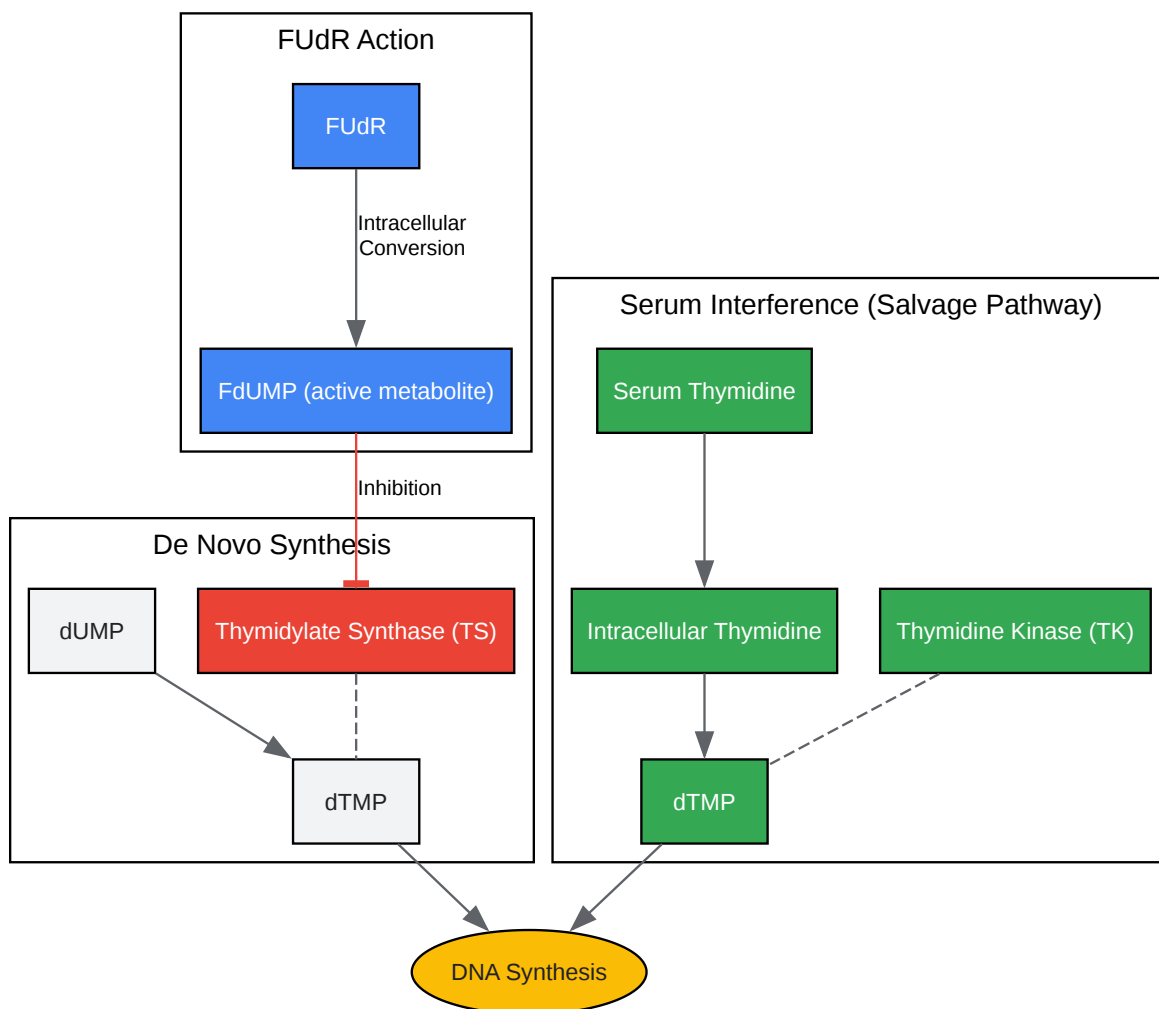 FUdR Action
FUdR
Intracellular
Conversion
FdUMP (active metabolite)
Inhibition
De Novo Synthesis
dUMP
Thymidylate Synthase (TS)
dTMP
Serum Interference (Salvage Pathway)
Serum Thymidine
Intracellular Thymidine
Thymidine Kinase (TK)
dTMP
DNA Synthesis